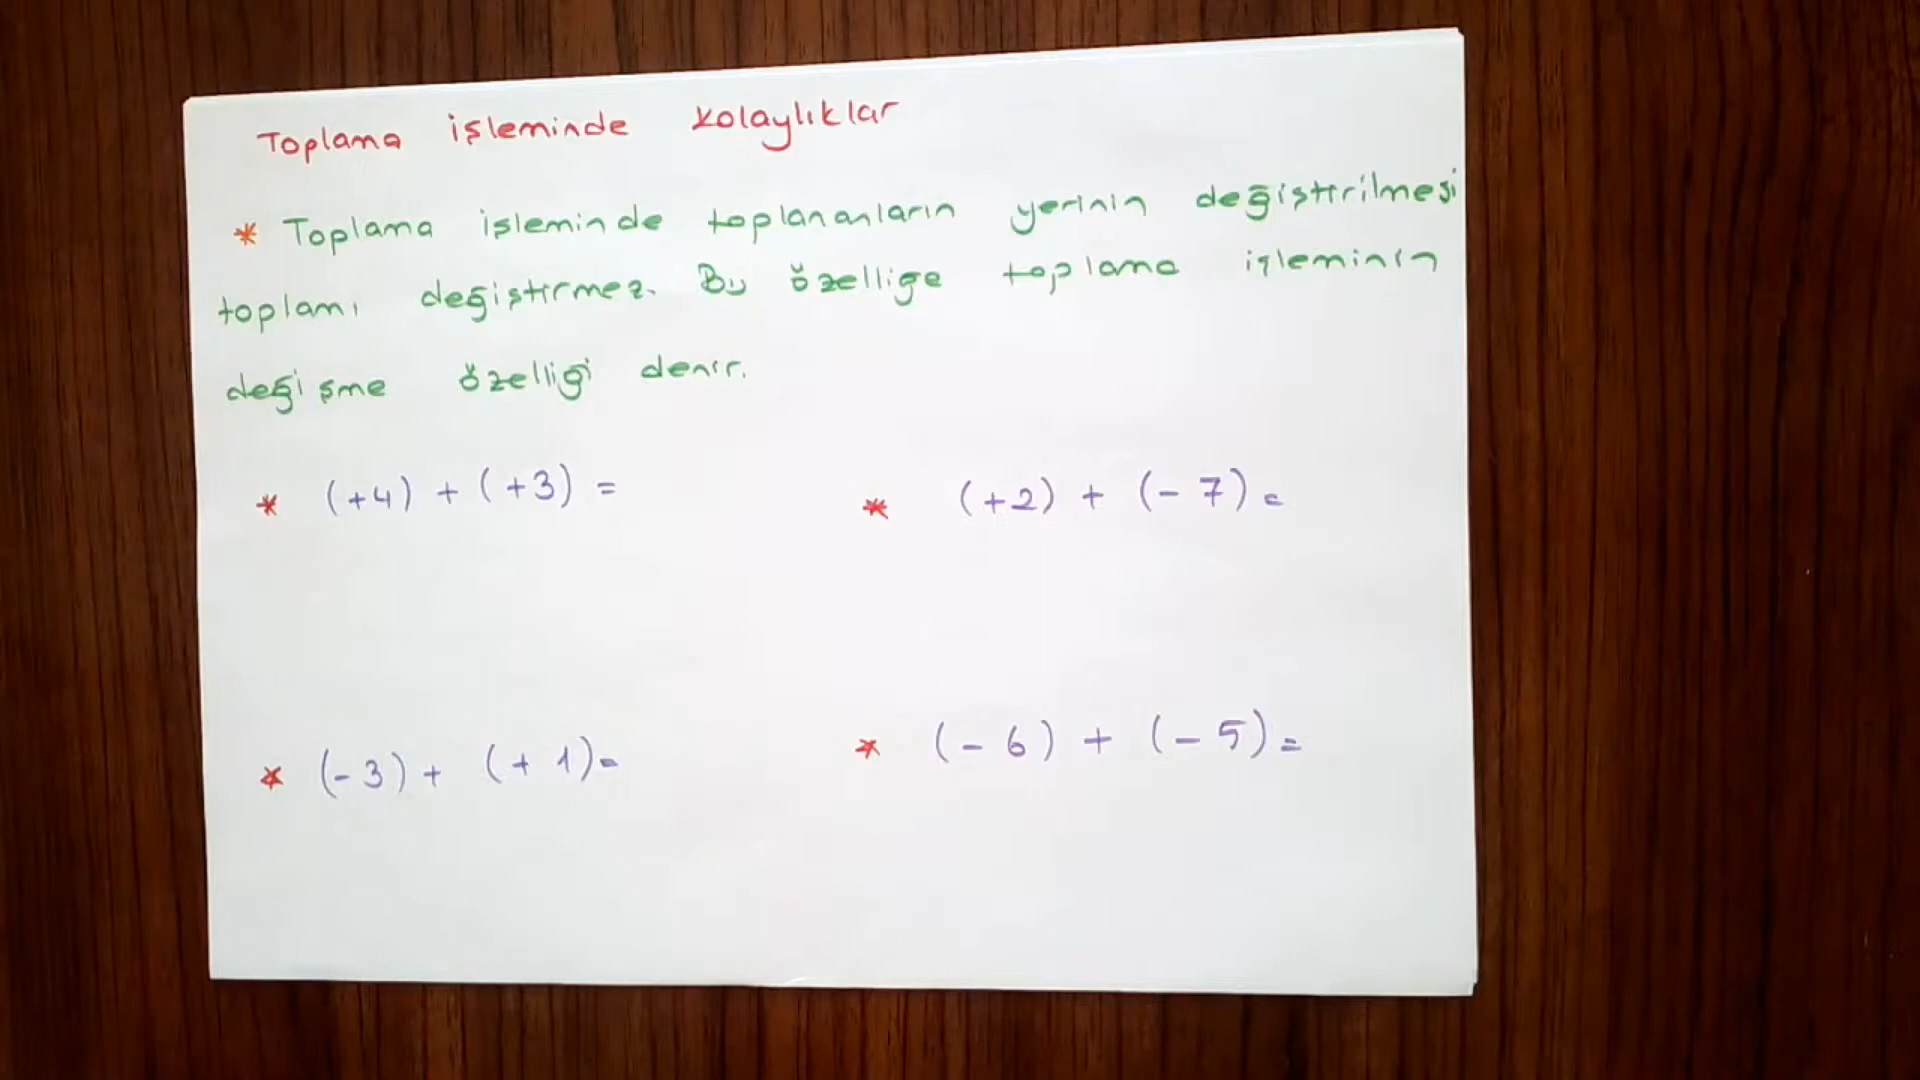 Toplama işleminde kolaylıklar
* Toplama işleminde toplananların yerinin değiştirilmesi
toplamı değiştirmez. Bu özelliğe toplama işleminin
değişme özelliği denir.
* (+4) + (+3) =
* (+2) + (-7) =
* (-3) + (+1) =
* (-6) + (-5) =